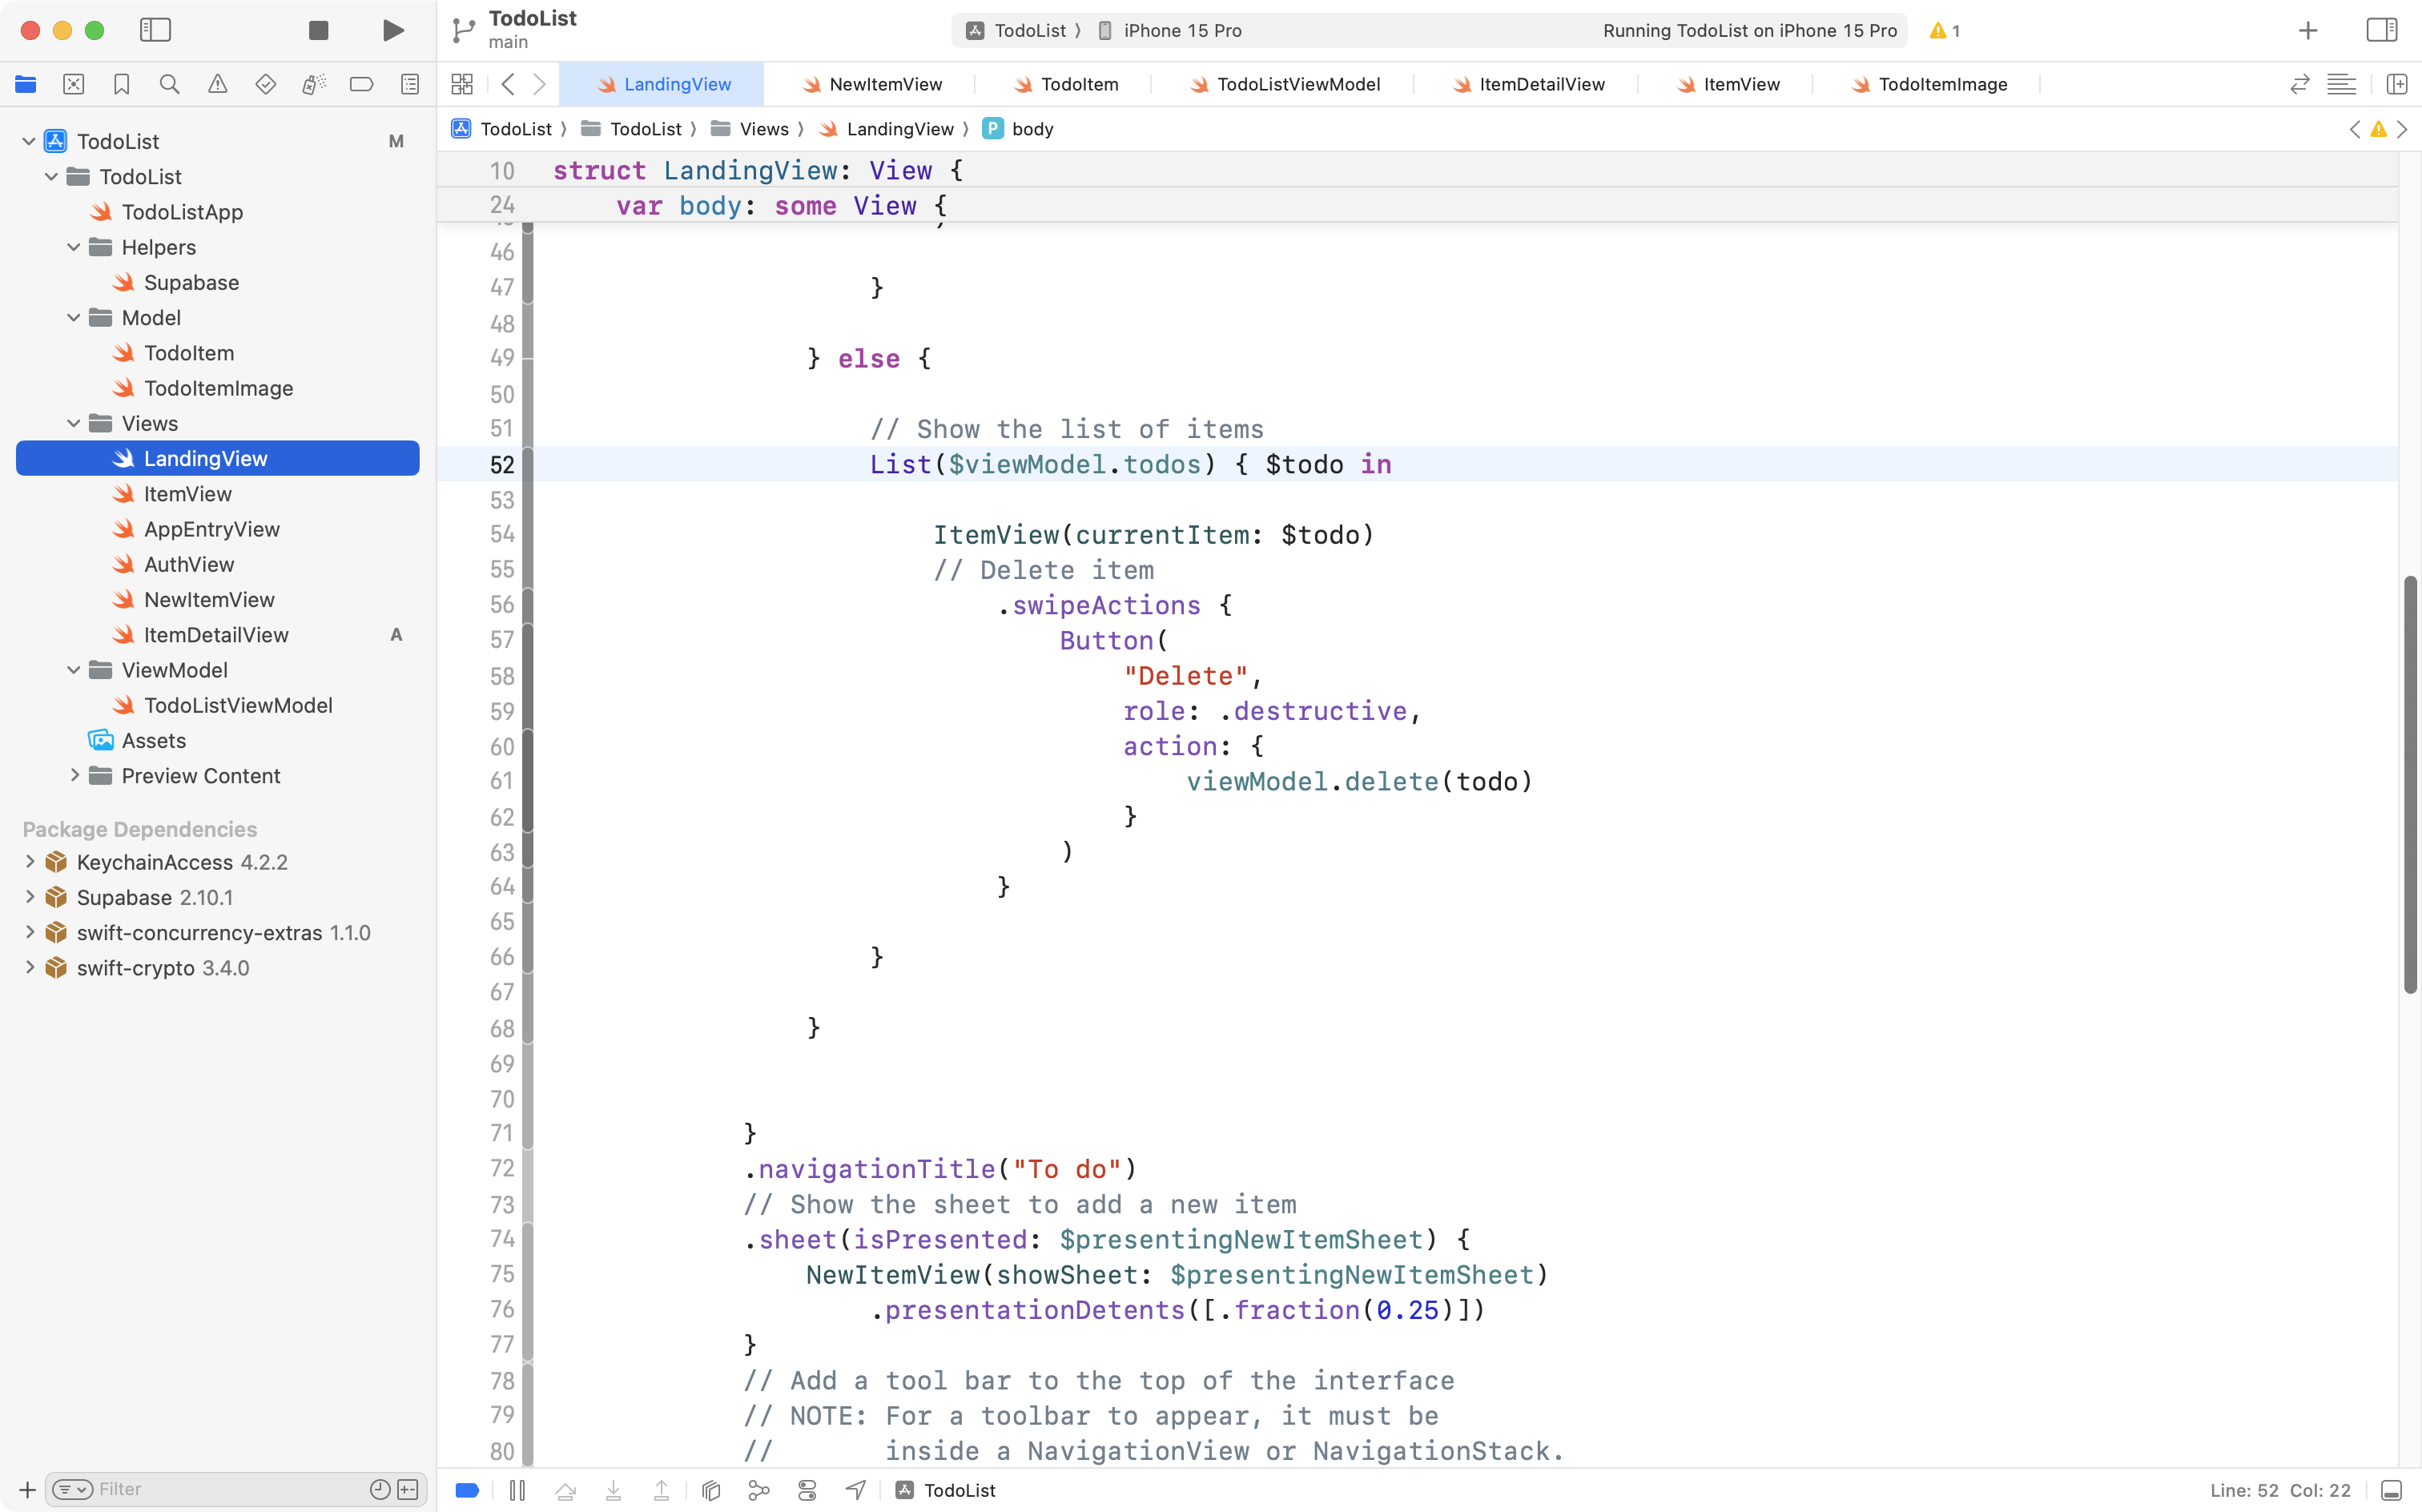 TodoList
main
TodoList ⟩ iPhone 15 Pro
Running TodoList on iPhone 15 Pro
1
LandingView
NewItemView
TodoItem
TodoListViewModel
ItemDetailView
ItemView
TodoItemImage
TodoList ⟩ TodoList ⟩ Views ⟩ LandingView ⟩ P body
TodoList M
TodoList
TodoListApp
Helpers
Supabase
Model
TodoItem
TodoItemImage
Views
LandingView
ItemView
AppEntryView
AuthView
NewItemView
ItemDetailView A
ViewModel
TodoListViewModel
Assets
Preview Content
Package Dependencies
KeychainAccess 4.2.2
Supabase 2.10.1
swift-concurrency-extras 1.1.0
swift-crypto 3.4.0
Filter
10 struct LandingView: View {
24 var body: some View {
46
47 }
48
49 } else {
50
51 // Show the list of items
52 List($viewModel.todos) { $todo in
53
54 ItemView(currentItem: $todo)
55 // Delete item
56 .swipeActions {
57 Button(
58 "Delete",
59 role: .destructive,
60 action: {
61 viewModel.delete(todo)
62 }
63 )
64 }
65
66 }
67
68 }
69
70
71 }
72 .navigationTitle("To do")
73 // Show the sheet to add a new item
74 .sheet(isPresented: $presentingNewItemSheet) {
75 NewItemView(showSheet: $presentingNewItemSheet)
76 .presentationDetents([.fraction(0.25)])
77 }
78 // Add a tool bar to the top of the interface
79 // NOTE: For a toolbar to appear, it must be
80 // inside a NavigationView or NavigationStack.
TodoList
Line: 52 Col: 22